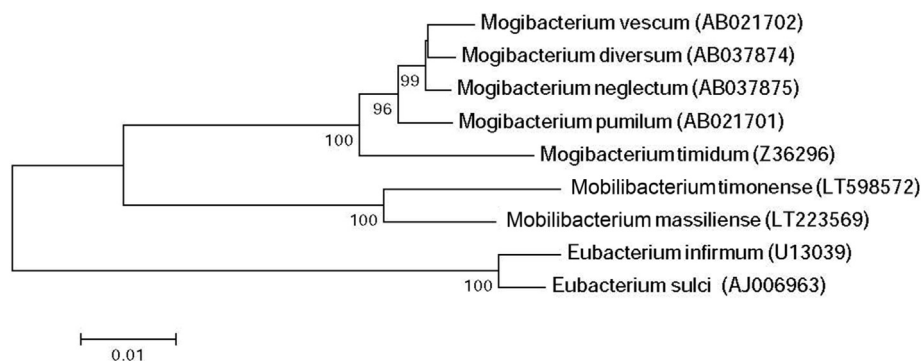 Mogibacterium vescum (AB021702)
Mogibacterium diversum (AB037874)
99
Mogibacterium neglectum (AB037875)
96
Mogibacterium pumilum (AB021701)
100
Mogibacterium timidum (Z36296)
Mobilibacterium timonense (LT598572)
100
Mobilibacterium massiliense (LT223569)
Eubacterium infirmum (U13039)
100
Eubacterium sulci (AJ006963)
0.01